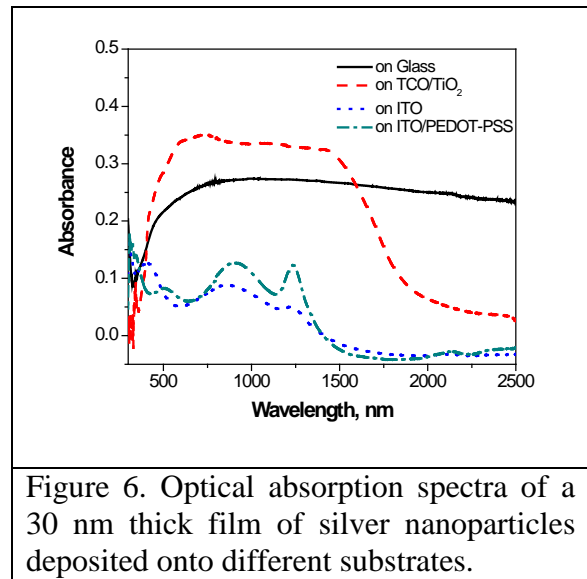 0.5
0.4
0.3
0.2
0.1
0.0
Absorbance
on Glass
on TCO/TiO₂
on ITO
on ITO/PEDOT-PSS
500 1000 1500 2000 2500
Wavelength, nm
Figure 6. Optical absorption spectra of a
30 nm thick film of silver nanoparticles
deposited onto different substrates.